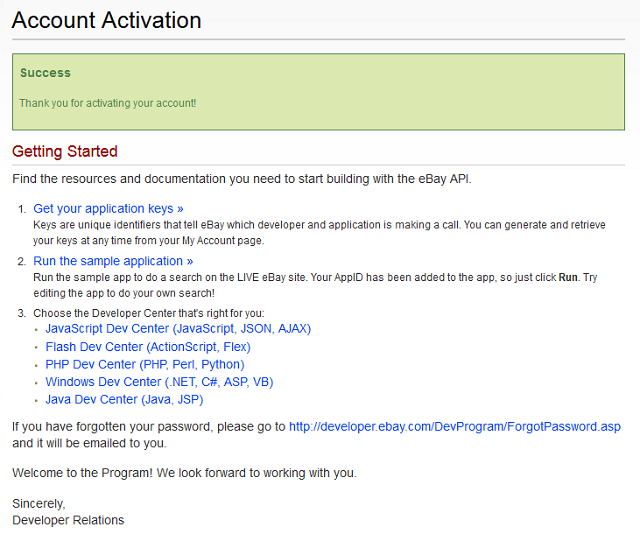 Account Activation
Success
Thank you for activating your account!
Getting Started
Find the resources and documentation you need to start building with the eBay API.
1. Get your application keys »
Keys are unique identifiers that tell eBay which developer and application is making a call. You can generate and retrieve
your keys at any time from your My Account page.
2. Run the sample application »
Run the sample app to do a search on the LIVE eBay site. Your AppID has been added to the app, so just click Run. Try
editing the app to do your own search!
3. Choose the Developer Center that's right for you:
• JavaScript Dev Center (JavaScript, JSON, AJAX)
• Flash Dev Center (ActionScript, Flex)
• PHP Dev Center (PHP, Perl, Python)
• Windows Dev Center (.NET, C#, ASP, VB)
• Java Dev Center (Java, JSP)
If you have forgotten your password, please go to http://developer.ebay.com/DevProgram/ForgotPassword.asp
and it will be emailed to you.
Welcome to the Program! We look forward to working with you.
Sincerely,
Developer Relations